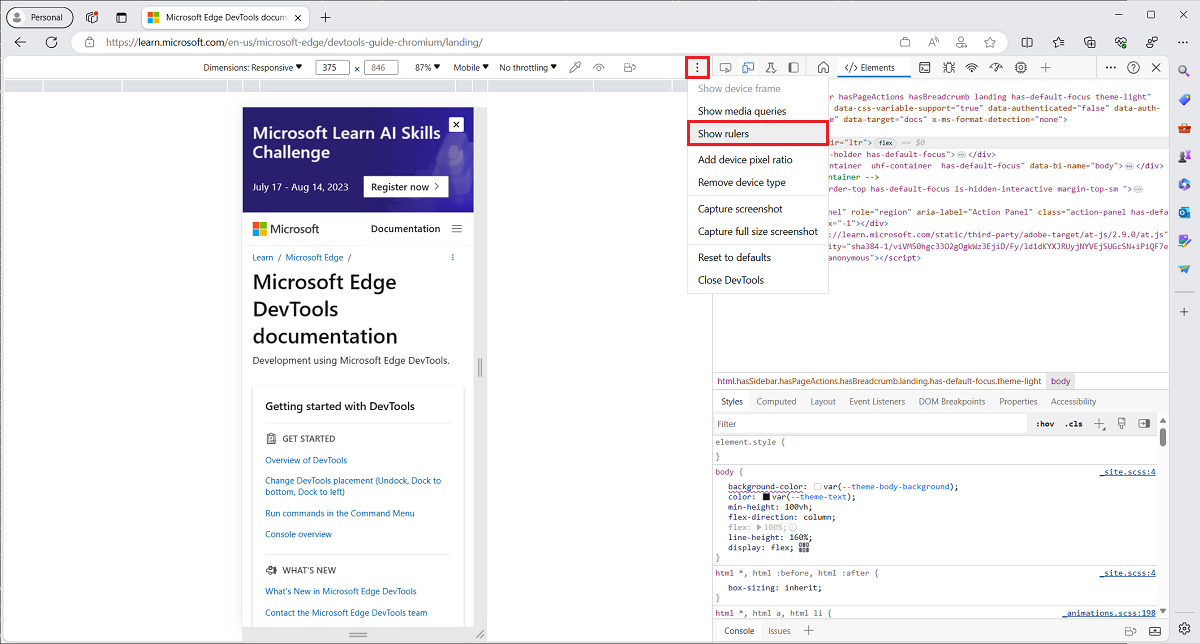 Personal
Microsoft Edge DevTools docum
https://learn.microsoft.com/en-us/microsoft-edge/devtools-guide-chromium/landing/
Dimensions: Responsive
375 × 846
87%
Mobile
No throttling
Elements
Show device frame
Show media queries
Show rulers
Add device pixel ratio
Remove device type
Capture screenshot
Capture full size screenshot
Reset to defaults
Close DevTools
r hasPageActions hasBreadcrumb landing has-default-focus theme-light"
data-css-variable-support="true" data-authenticated="false" data-auth-
e" data-target="docs" x-ms-format-detection="none">
ir="ltr"> flex == $0
-holder has-default-focus">…</div>
ontainer uhf-container has-default-focus" data-bi-name="body">…</div>
ntainer -->
rder-top has-default-focus is-hidden-interactive margin-top-sm ">…
nel" role="region" aria-label="Action Panel" class="action-panel has-defa
="-1"></div>
://learn.microsoft.com/static/third-party/adobe-target/at-js/2.9.0/at.js"
anonymous"></script>
Microsoft Learn AI Skills
Challenge
July 17 - Aug 14, 2023
Register now
Microsoft
Documentation
Learn / Microsoft Edge /
Microsoft Edge
DevTools
documentation
Development using Microsoft Edge DevTools.
Getting started with DevTools
GET STARTED
Overview of DevTools
Change DevTools placement (Undock, Dock to
bottom, Dock to left)
Run commands in the Command Menu
Console overview
WHAT'S NEW
What's New in Microsoft Edge DevTools
Contact the Microsoft Edge DevTools team
html.hasSidebar.hasPageActions.hasBreadcrumb.landing.has-default-focus.theme-light body
Styles Computed Layout Event Listeners DOM Breakpoints Properties Accessibility
Filter
:hov .cls
element.style {
}
body { _site.scss:4
background-color: var(--theme-body-background);
color: var(--theme-text);
min-height: 100vh;
flex-direction: column;
flex: 100%;
line-height: 160%;
display: flex;
}
html *, html :before, html :after { _site.scss:4
box-sizing: inherit;
}
html *, html a, html li { _animations.scss:198
Console Issues